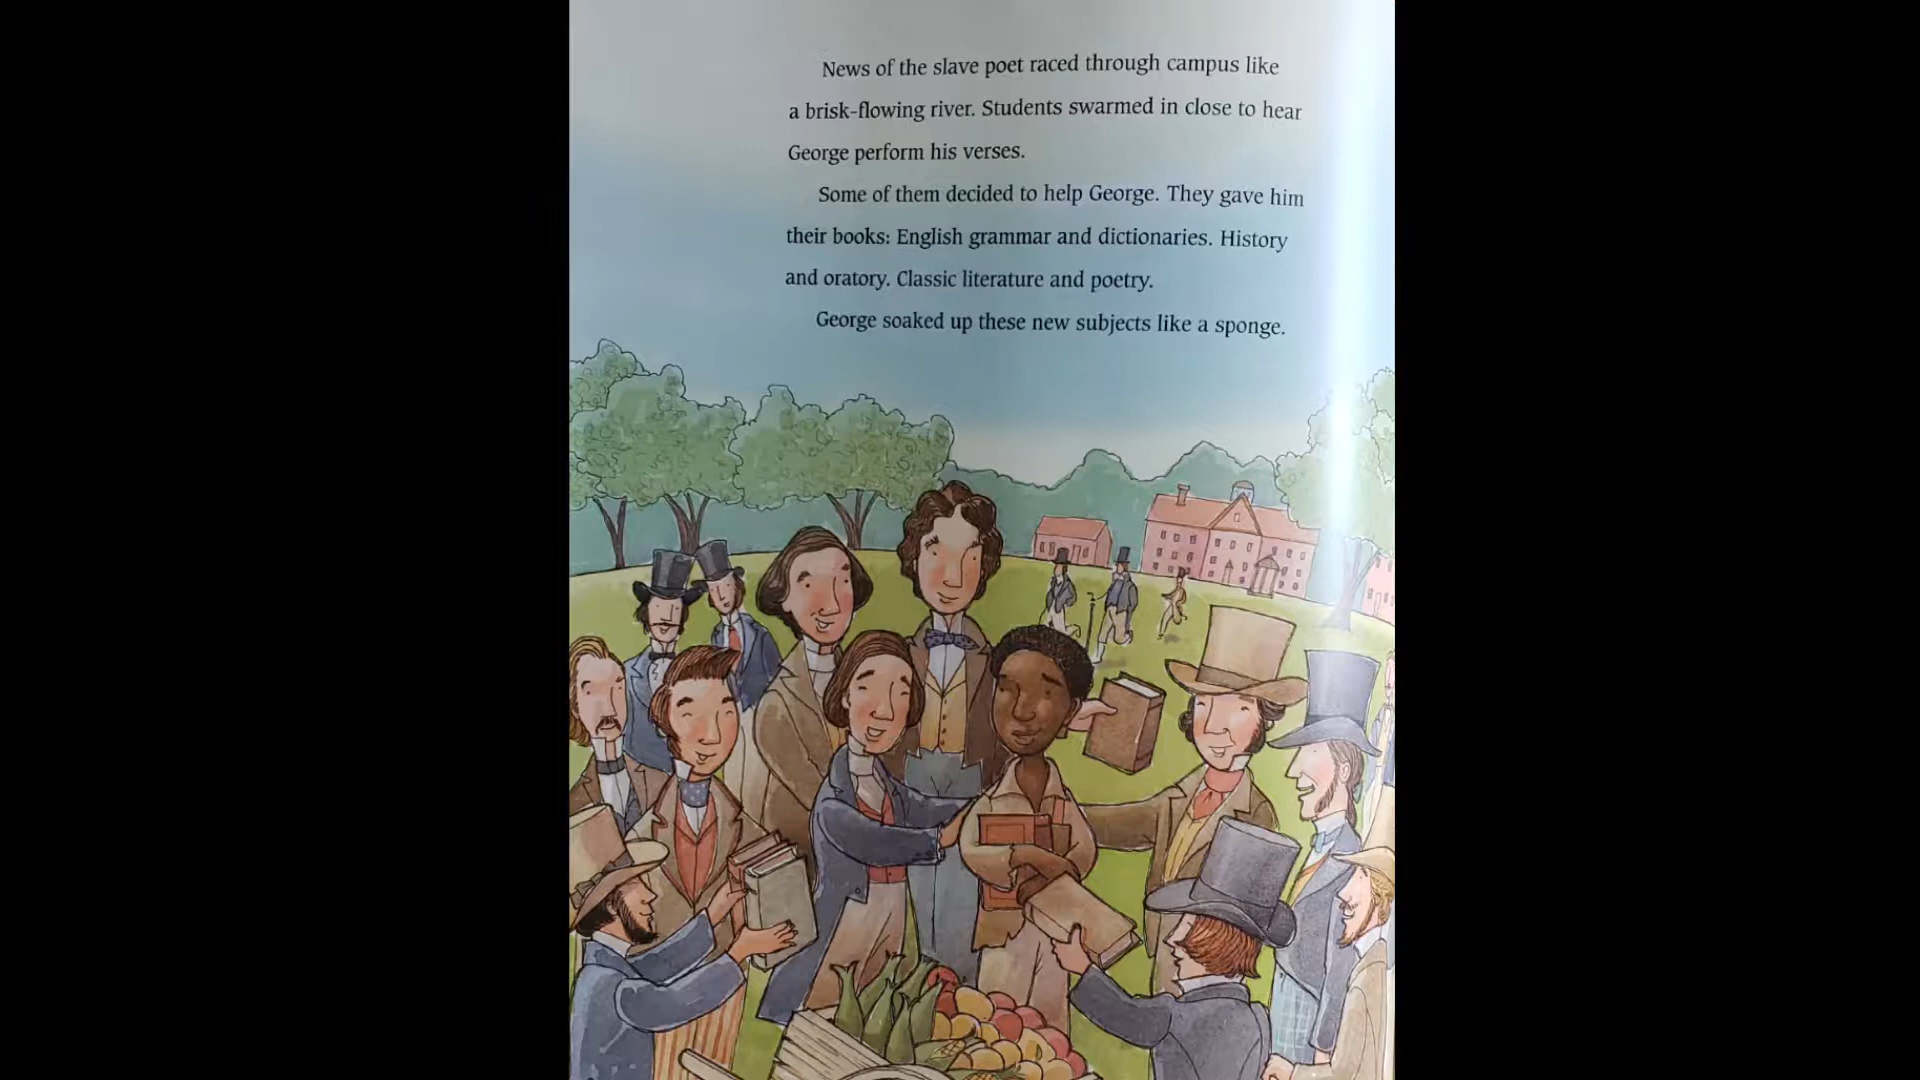 News of the slave poet raced through campus like
a brisk-flowing river. Students swarmed in close to hear
George perform his verses.
Some of them decided to help George. They gave him
their books: English grammar and dictionaries. History
and oratory. Classic literature and poetry.
George soaked up these new subjects like a sponge.